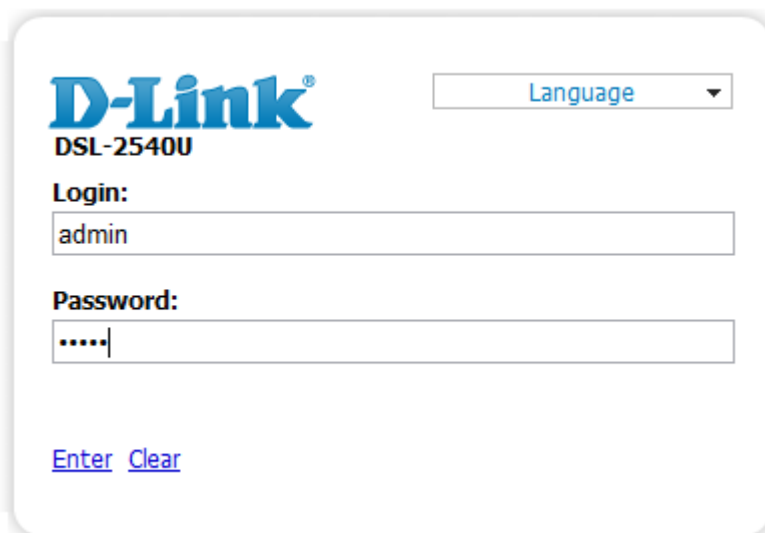 D-Link®
Language
DSL-2540U
Login:
admin
Password:
•••••
Enter Clear